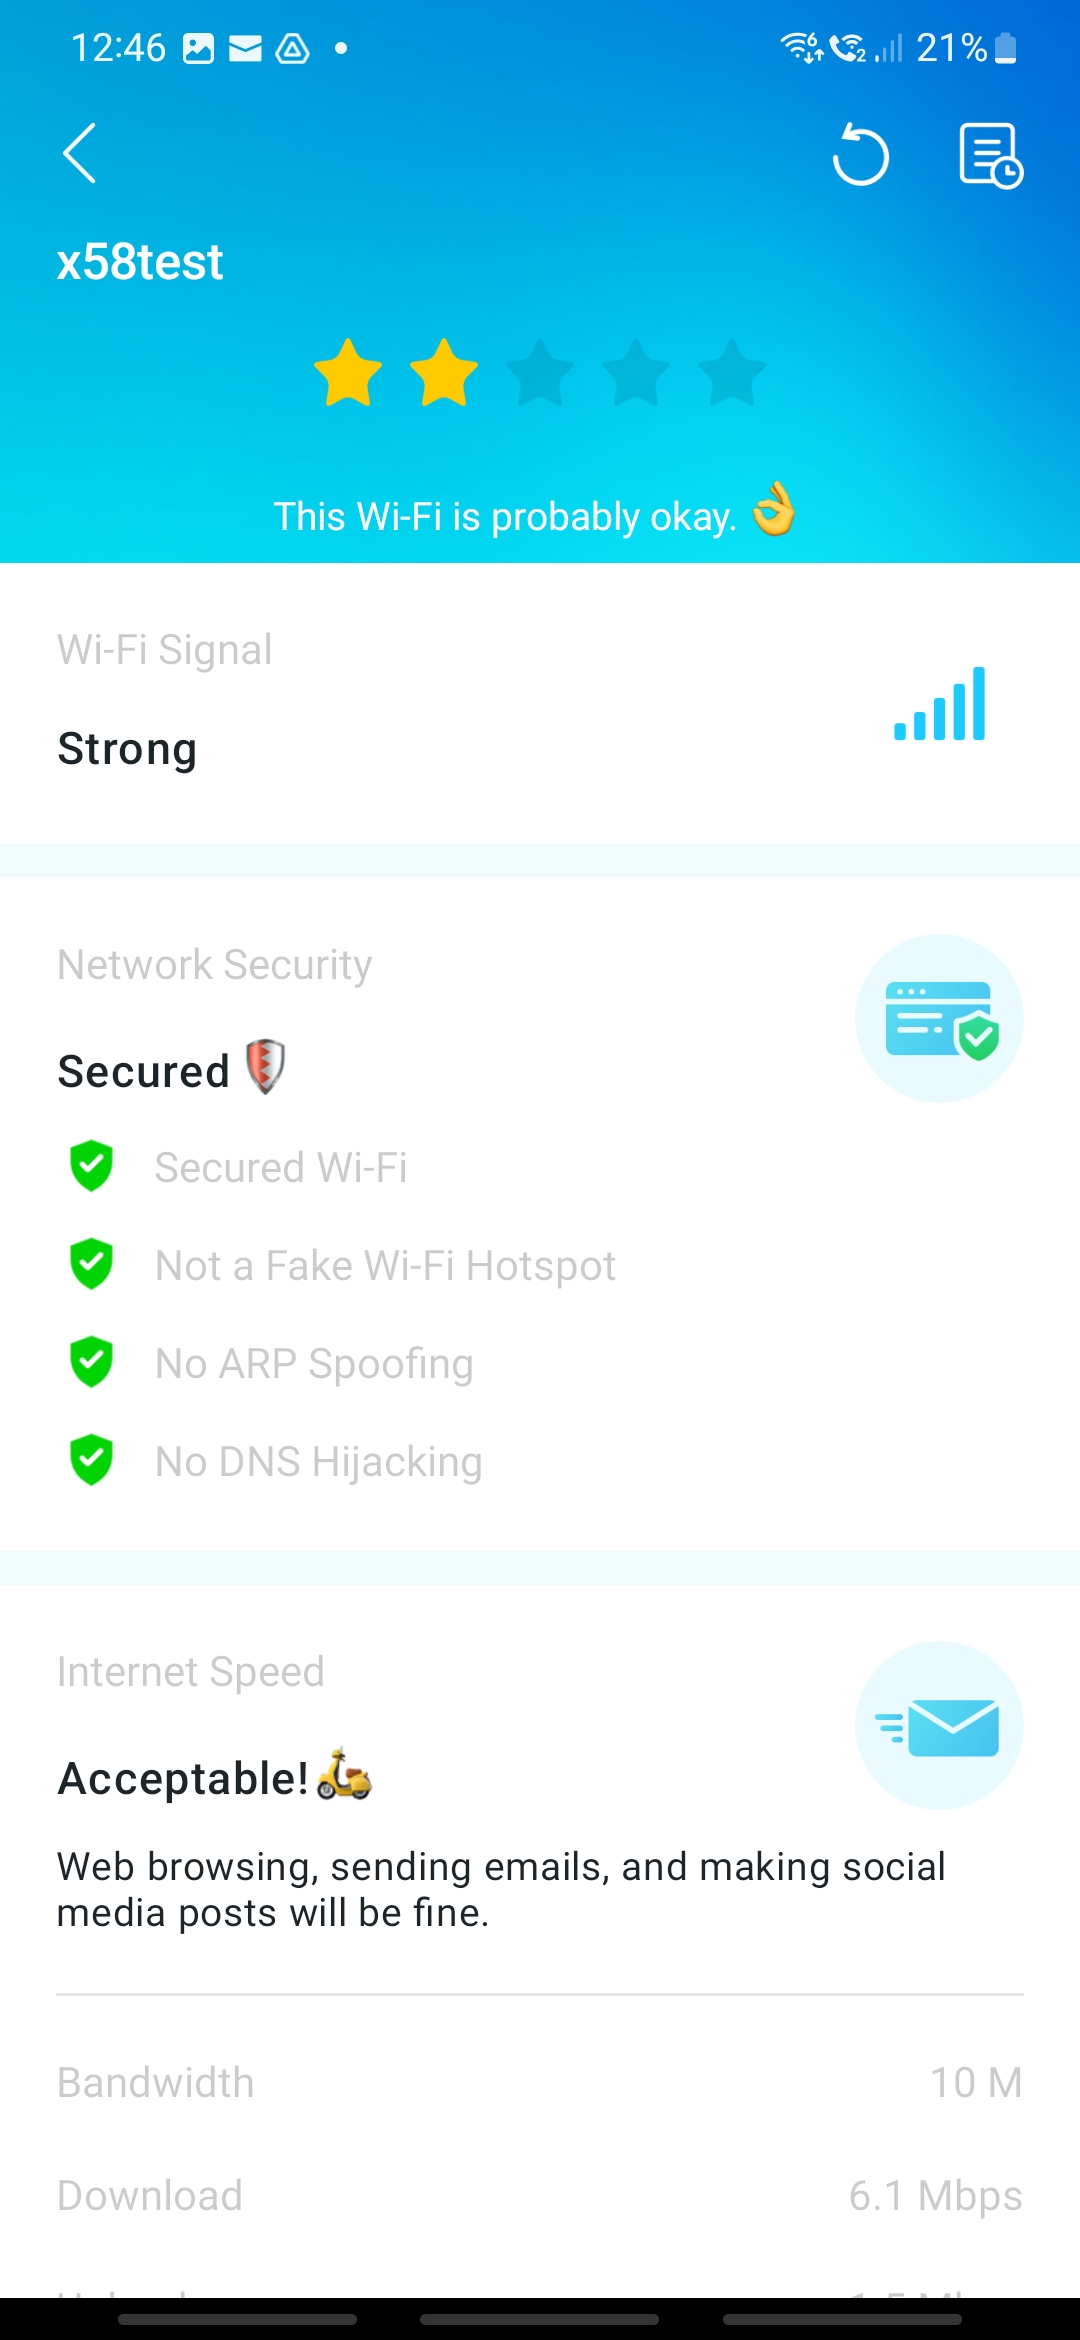 12:46
21%
x58test
This Wi-Fi is probably okay. 👌
Wi-Fi Signal
Strong
Network Security
Secured
Secured Wi-Fi
Not a Fake Wi-Fi Hotspot
No ARP Spoofing
No DNS Hijacking
Internet Speed
Acceptable!🛵
Web browsing, sending emails, and making social
media posts will be fine.
Bandwidth 10 M
Download 6.1 Mbps